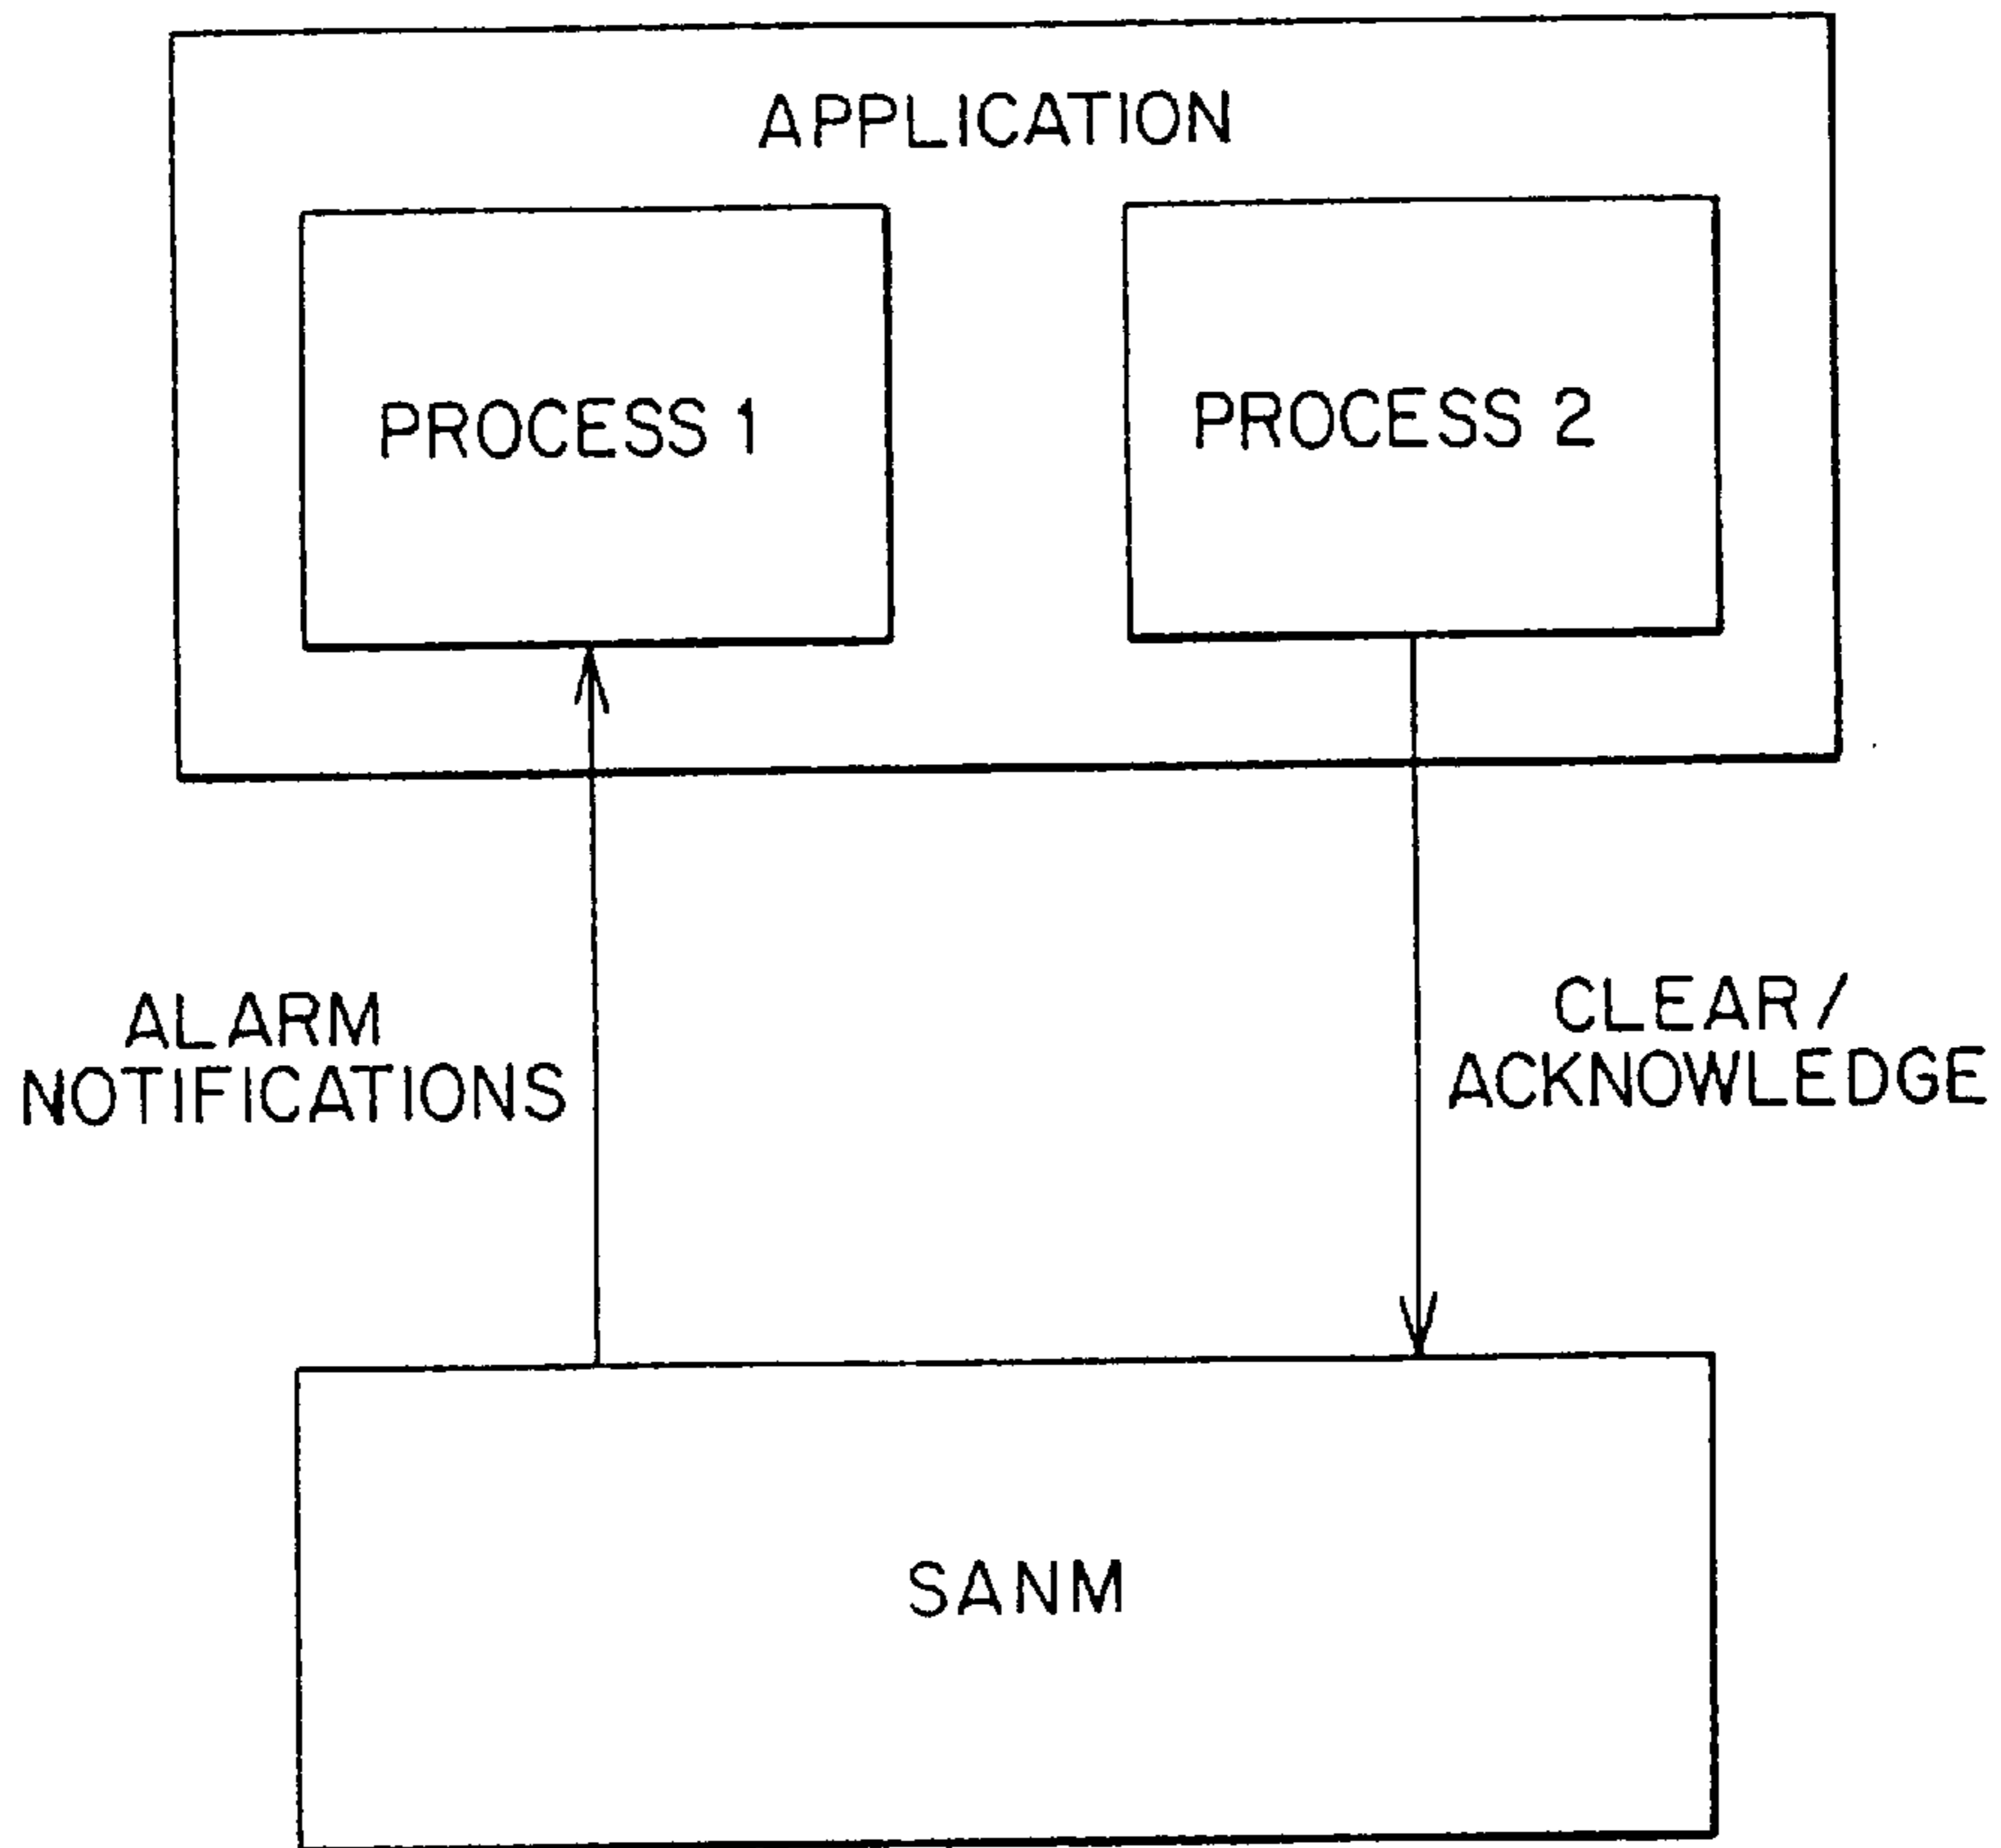 APPLICATION
PROCESS 1
PROCESS 2
ALARM
NOTIFICATIONS
CLEAR/
ACKNOWLEDGE
SANM